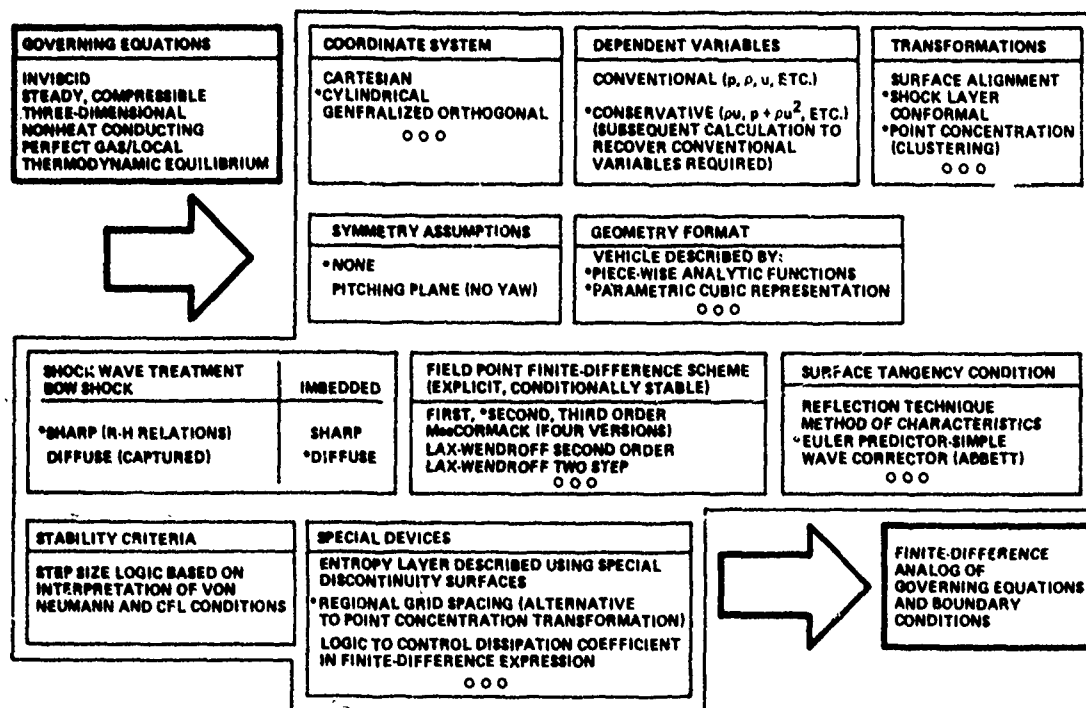 GOVERNING EQUATIONS
INVISCID
STEADY, COMPRESSIBLE
THREE-DIMENSIONAL
NONHEAT CONDUCTING
PERFECT GAS/LOCAL
THERMODYNAMIC EQUILIBRIUM
COORDINATE SYSTEM
CARTESIAN
*CYLINDRICAL
GENFRALIZED ORTHOGONAL
o o o
DEPENDENT VARIABLES
CONVENTIONAL (p, ρ, u, ETC.)
*CONSERVATIVE (ρu, p + ρu², ETC.)
(SUBSEQUENT CALCULATION TO
RECOVER CONVENTIONAL
VARIABLES REQUIRED)
TRANSFORMATIONS
SURFACE ALIGNMENT
*SHOCK LAYER
CONFORMAL
*POINT CONCENTRATION
(CLUSTERING)
o o o
SYMMETRY ASSUMPTIONS
*NONE
PITCHING PLANE (NO YAW)
GEOMETRY FORMAT
VEHICLE DESCRIBED BY:
*PIECE-WISE ANALYTIC FUNCTIONS
*PARAMETRIC CUBIC REPRESENTATION
o o o
SHOCK WAVE TREATMENT
BOW SHOCK
IMBEDDED
*SHARP (R-H RELATIONS)
SHARP
DIFFUSE (CAPTURED)
*DIFFUSE
FIELD POINT FINITE-DIFFERENCE SCHEME
(EXPLICIT, CONDITIONALLY STABLE)
FIRST, *SECOND, THIRD ORDER
MacCORMACK (FOUR VERSIONS)
LAX-WENDROFF SECOND ORDER
LAX-WENDROFF TWO STEP
o o o
SURFACE TANGENCY CONDITION
REFLECTION TECHNIQUE
METHOD OF CHARACTERISTICS
*EULER PREDICTOR-SIMPLE
WAVE CORRECTOR (ABBETT)
o o o
STABILITY CRITERIA
STEP SIZE LOGIC BASED ON
INTERPRETATION OF VON
NEUMANN AND CFL CONDITIONS
SPECIAL DEVICES
ENTROPY LAYER DESCRIBED USING SPECIAL
DISCONTINUITY SURFACES
*REGIONAL GRID SPACING (ALTERNATIVE
TO POINT CONCENTRATION TRANSFORMATION)
LOGIC TO CONTROL DISSIPATION COEFFICIENT
IN FINITE-DIFFERENCE EXPRESSION
o o o
FINITE-DIFFERENCE
ANALOG OF
GOVERNING EQUATIONS
AND BOUNDARY
CONDITIONS